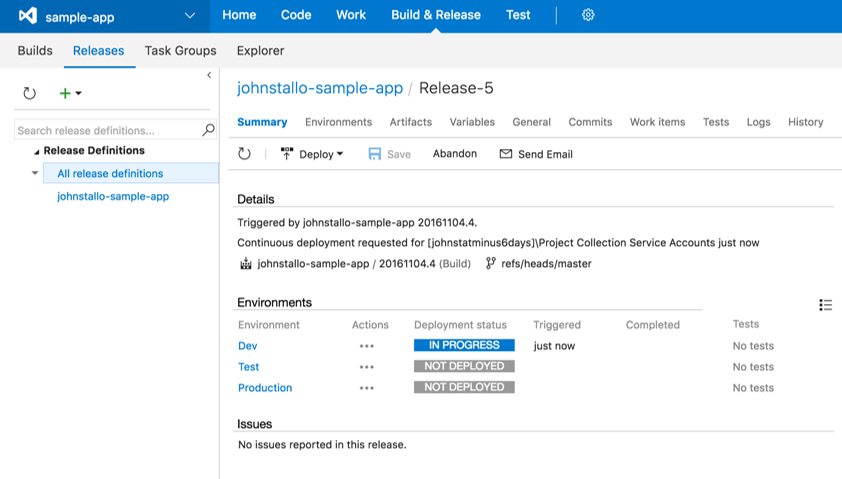 sample-app Home Code Work Build & Release Test
Builds Releases Task Groups Explorer
johnstallo-sample-app / Release-5
Summary Environments Artifacts Variables General Commits Work items Tests Logs History
Search release definitions...
Release Definitions
All release definitions
johnstallo-sample-app
Deploy Save Abandon Send Email
Details
Triggered by johnstallo-sample-app 20161104.4.
Continuous deployment requested for [johnstatminus6days]\Project Collection Service Accounts just now
johnstallo-sample-app / 20161104.4 (Build) refs/heads/master
Environments
Environment Actions Deployment status Triggered Completed Tests
Dev ••• IN PROGRESS just now No tests
Test ••• NOT DEPLOYED No tests
Production ••• NOT DEPLOYED No tests
Issues
No issues reported in this release.